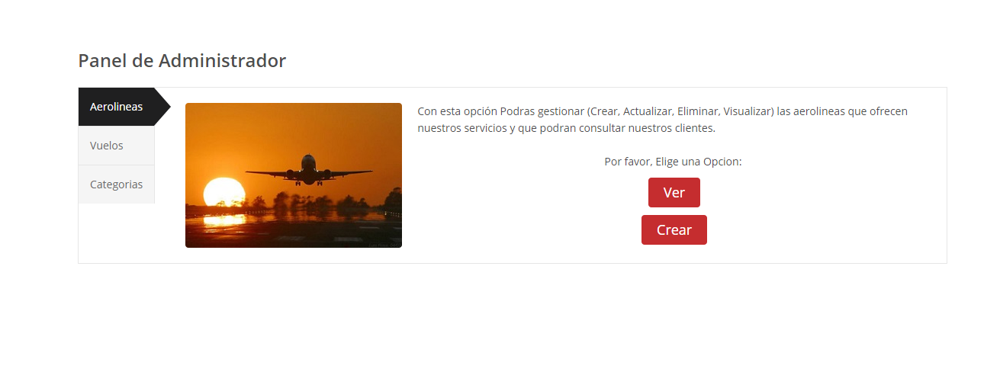 Panel de Administrador
Aerolineas
Vuelos
Categorias
Con esta opción Podras gestionar (Crear, Actualizar, Eliminar, Visualizar) las aerolineas que ofrecen
nuestros servicios y que podran consultar nuestros clientes.
Por favor, Elige una Opcion:
Ver
Crear